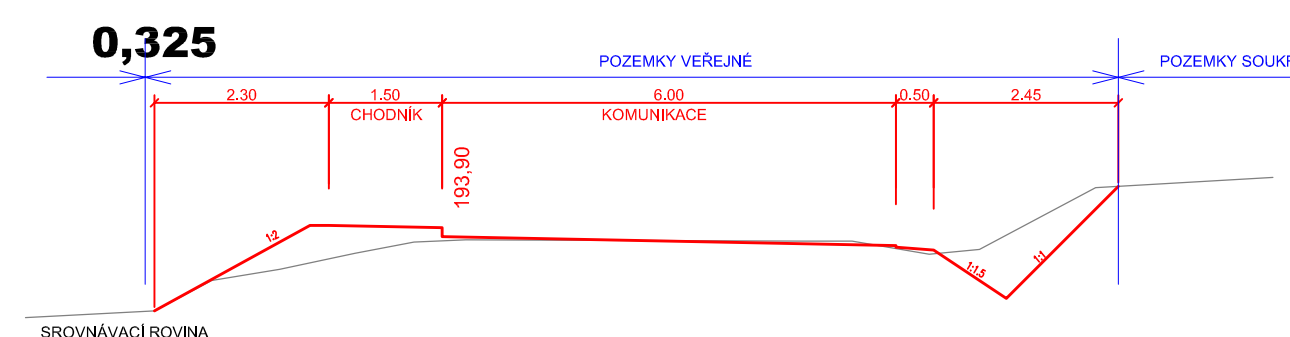 0,325
POZEMKY VEŘEJNÉ
POZEMKY SOUKR
2.30
1.50
6.00
0.50
2.45
CHODNÍK
KOMUNIKACE
193,90
1:2
1:1.5
1:1
SROVNÁVACÍ ROVINA